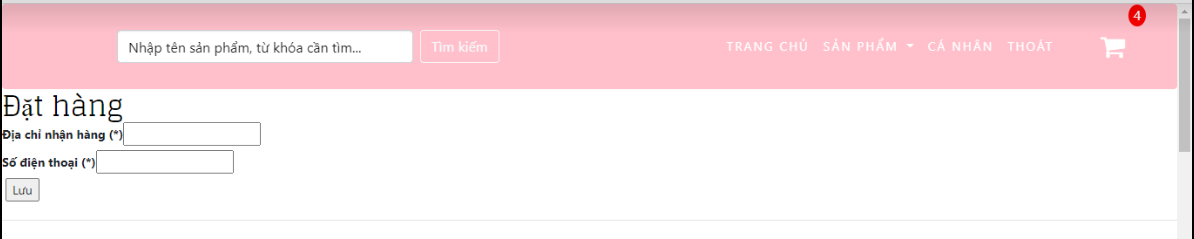 4
Nhập tên sản phẩm, từ khóa cần tìm... Tìm kiếm TRANG CHỦ SẢN PHẨM CÁ NHÂN THOÁT
Đặt hàng
Địa chỉ nhận hàng (*)
Số điện thoại (*)
Lưu